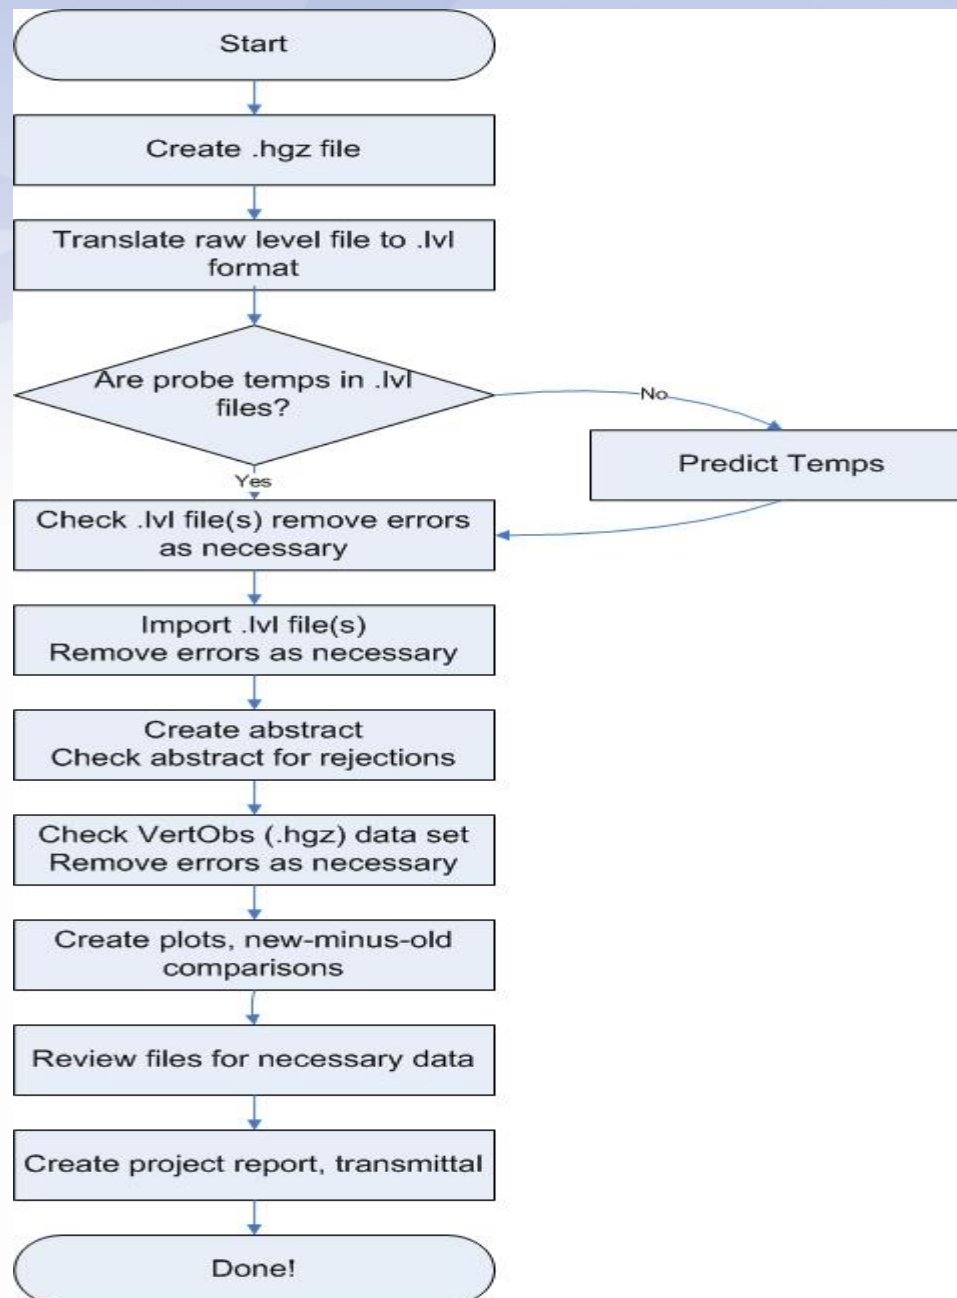 Start
Create .hgz file
Translate raw level file to .lvl
format
Are probe temps in .lvl
files?
No
Predict Temps
Yes
Check .lvl file(s) remove errors
as necessary
Import .lvl file(s)
Remove errors as necessary
Create abstract
Check abstract for rejections
Check VertObs (.hgz) data set
Remove errors as necessary
Create plots, new-minus-old
comparisons
Review files for necessary data
Create project report, transmittal
Done!